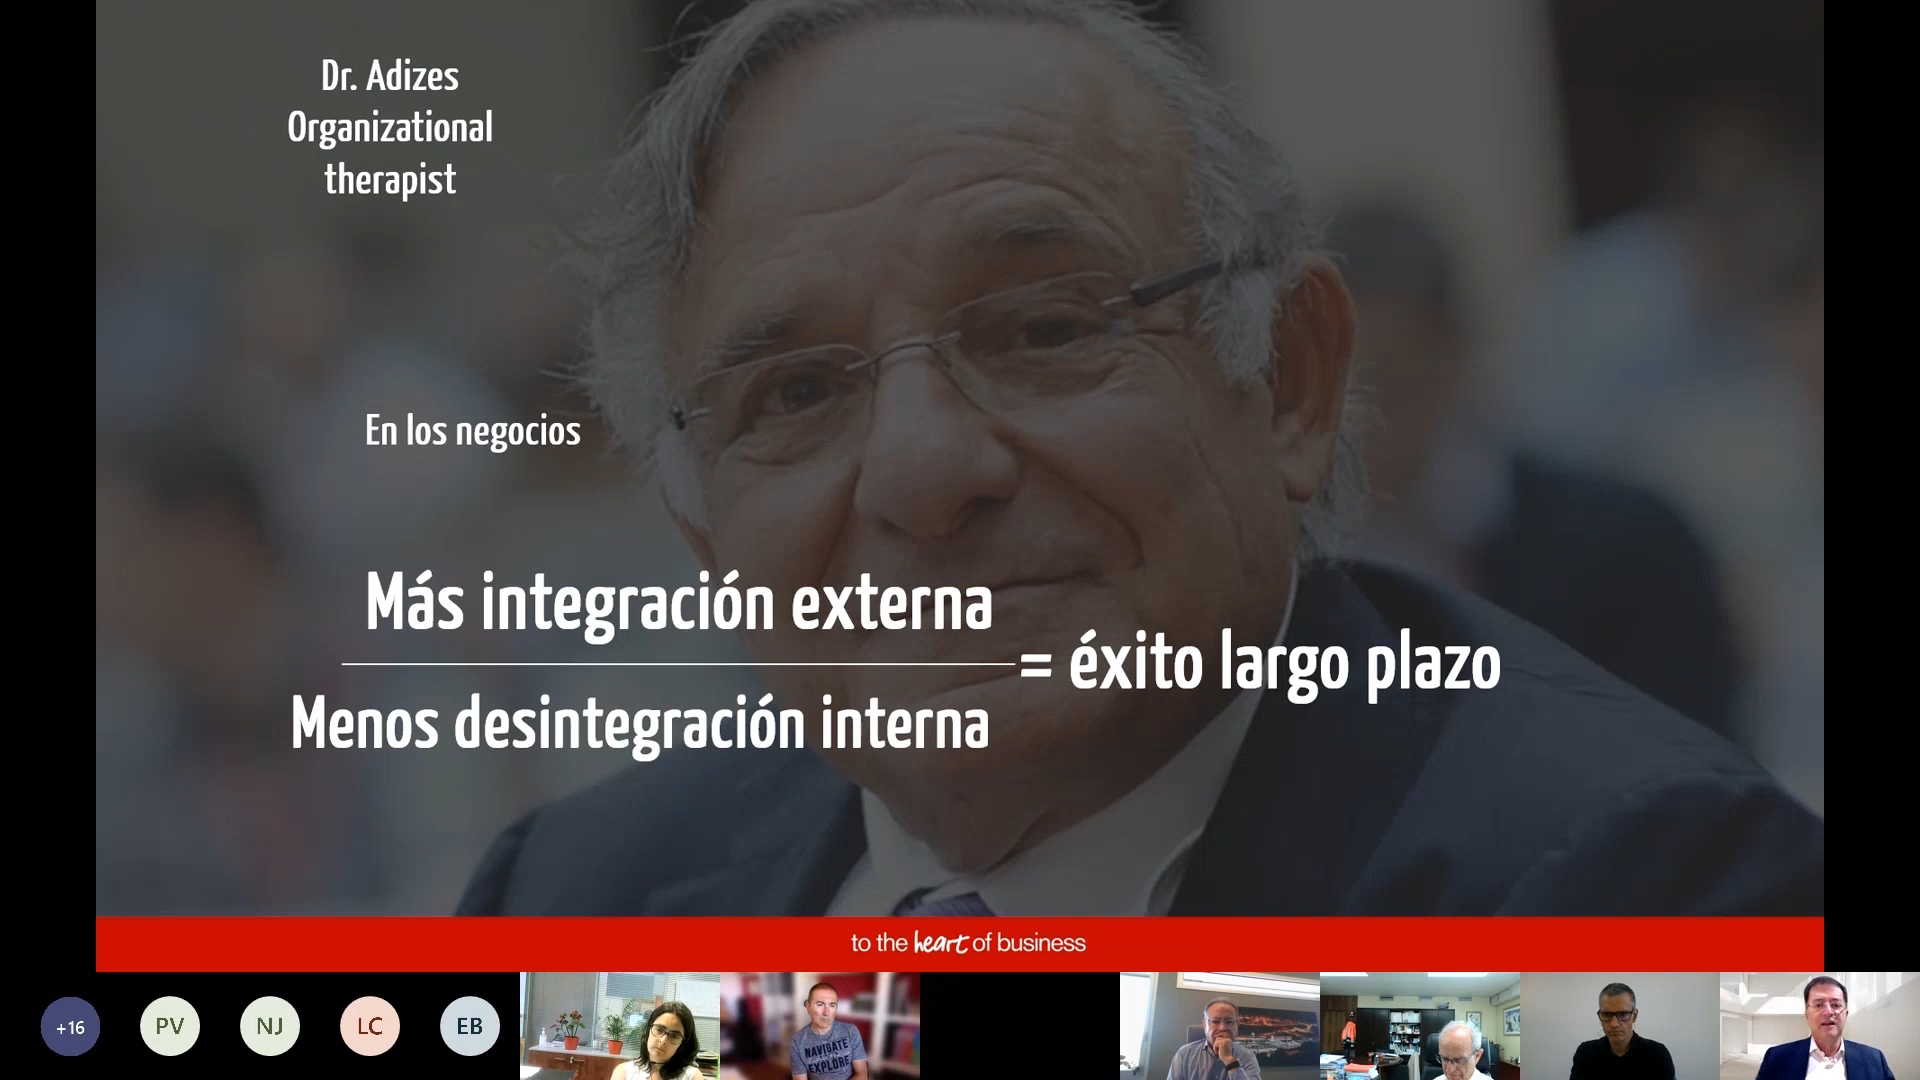 Dr. Adizes
Organizational
therapist
En los negocios
Más integración externa
= éxito largo plazo
Menos desintegración interna
to the heart of business
+16
PV
NJ
LC
EB
NAVIGATE
EXPLORE